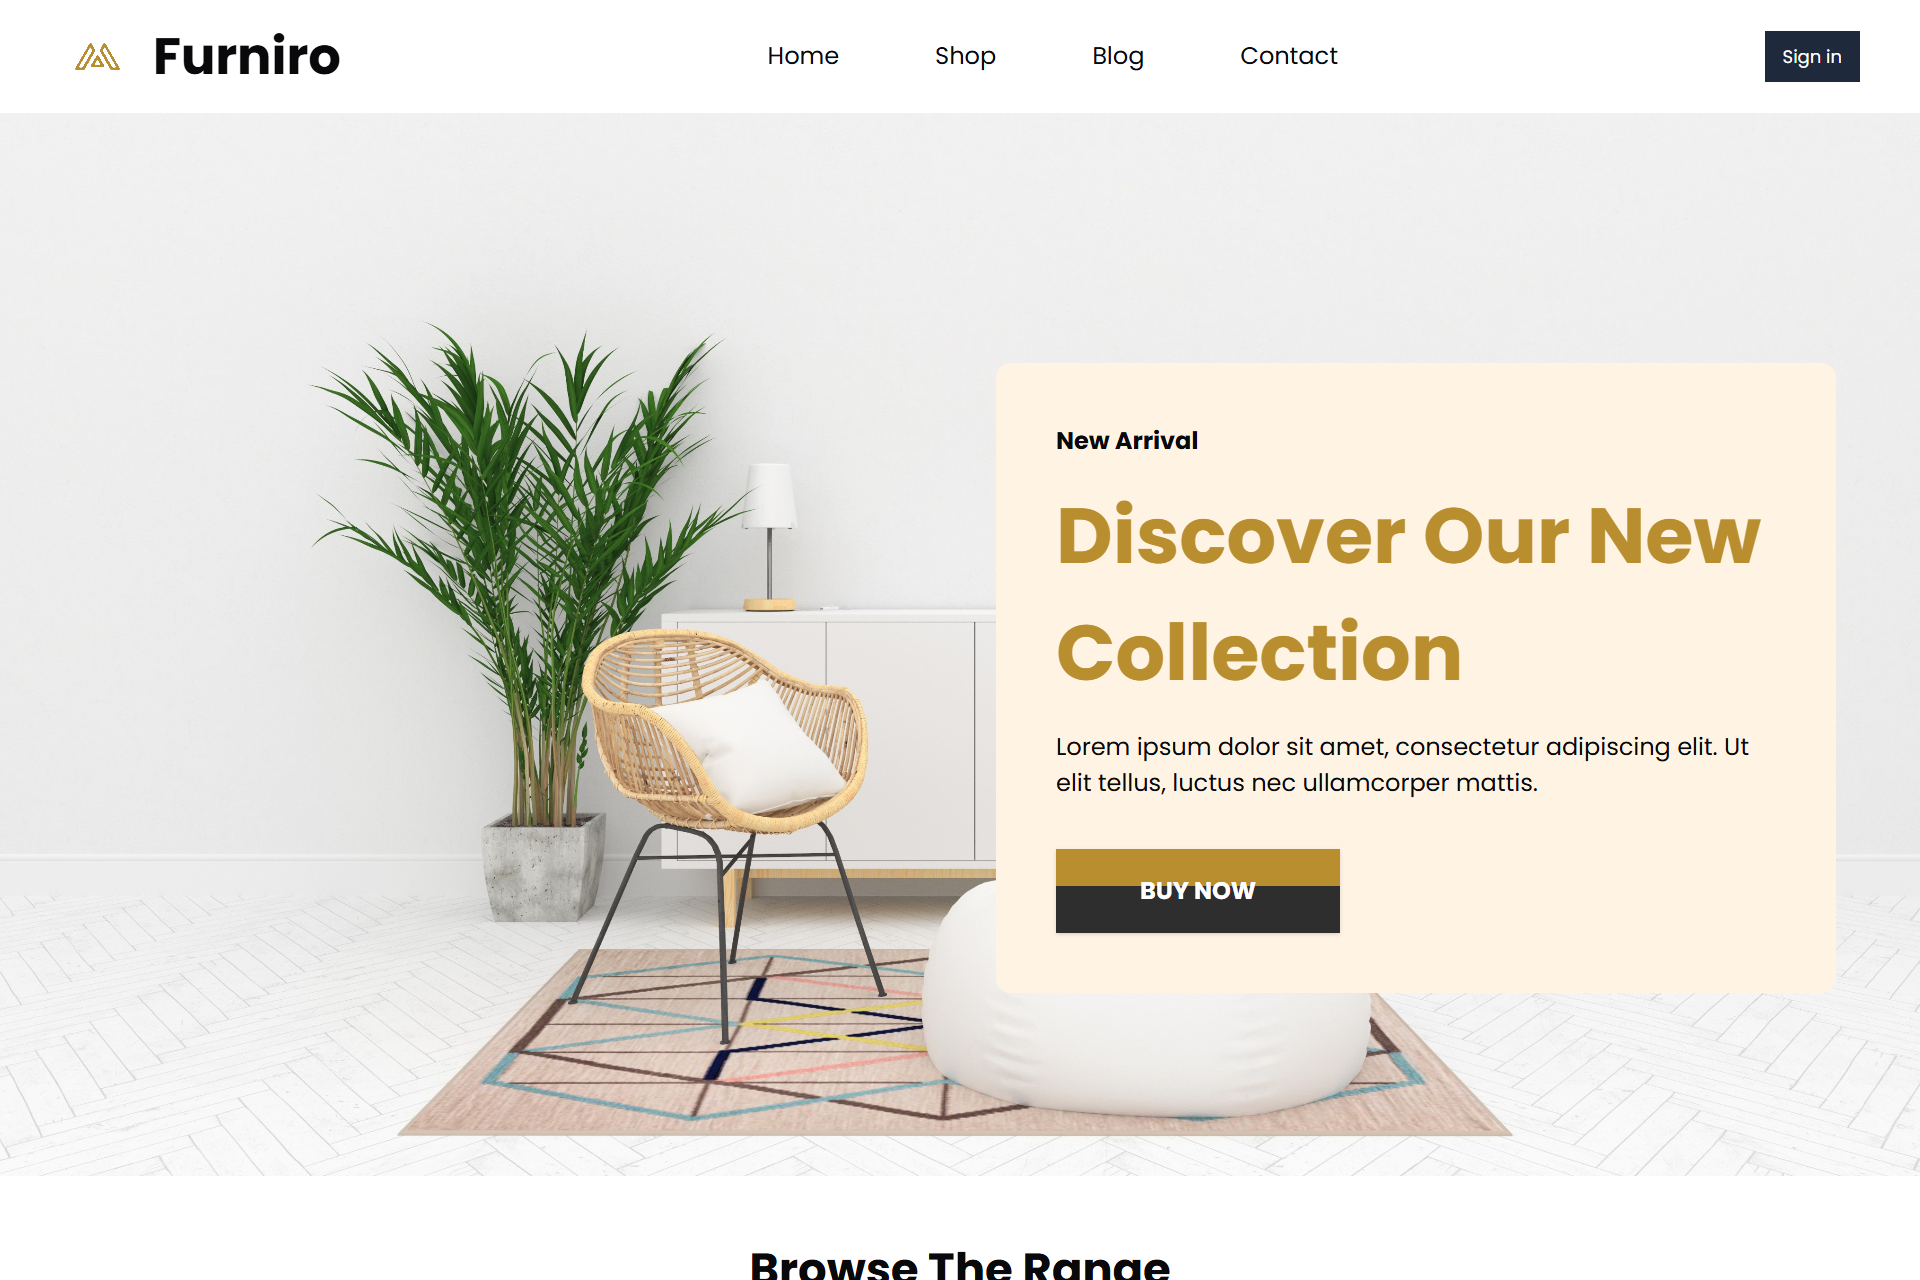 Furniro
Home
Shop
Blog
Contact
Sign in
New Arrival
Discover Our New
Collection
Lorem ipsum dolor sit amet, consectetur adipiscing elit. Ut
elit tellus, luctus nec ullamcorper mattis.
BUY NOW
Browse The Range